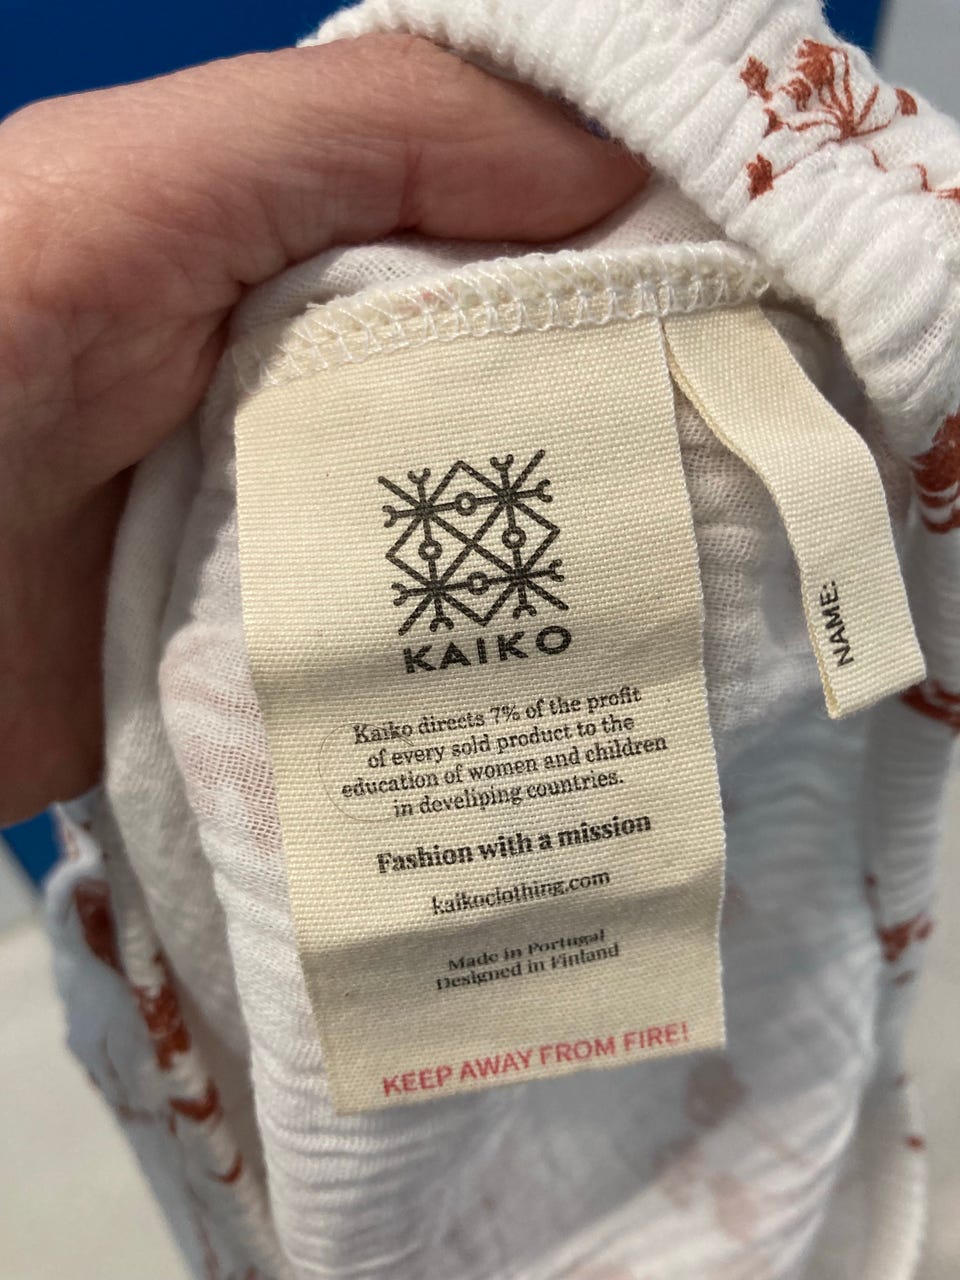 KAIKO
Kaiko directs 7% of the profit
of every sold product to the
education of women and children
in develiping countries.
Fashion with a mission
kaikoclothing.com
Made in Portugal
Designed in Finland
KEEP AWAY FROM FIRE!
NAME: